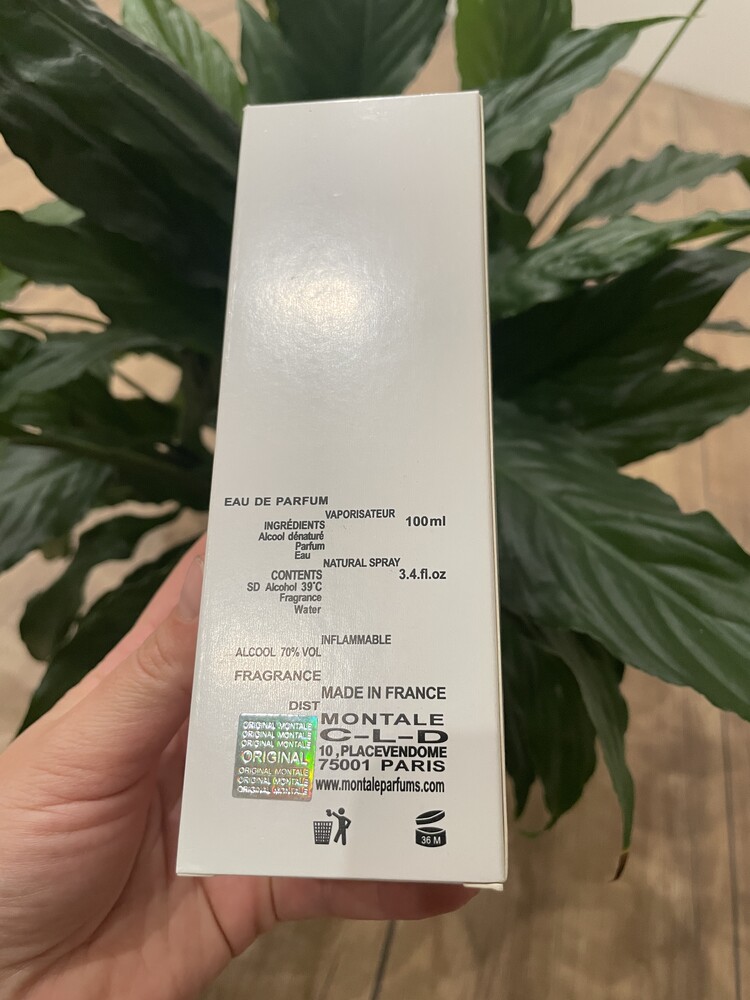 EAU DE PARFUM
VAPORISATEUR
100ml
INGRÉDIENTS
Alcool dénaturé
Parfum
Eau
NATURAL SPRAY
3.4.fl.oz
CONTENTS
SD Alcohol 39°C
Fragrance
Water
INFLAMMABLE
ALCOOL 70% VOL
FRAGRANCE
MADE IN FRANCE
DIST
MONTALE
C-L-D
10,PLACEVENDOME
75001 PARIS
www.montaleparfums.com
ORIGINAL MONTALE
ORIGINAL MONTALE
ORIGINAL MONTALE
ORIGINAL
ORIGINAL MONTALE
ORIGINAL MONTALE
ORIGINAL MONTALE
36 M